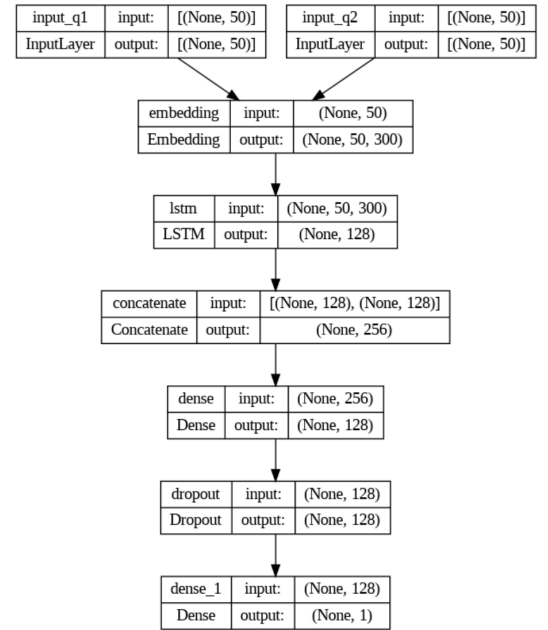 input_q1 input: [(None, 50)]
InputLayer output: [(None, 50)]
input_q2 input: [(None, 50)]
InputLayer output: [(None, 50)]
embedding input: (None, 50)
Embedding output: (None, 50, 300)
lstm input: (None, 50, 300)
LSTM output: (None, 128)
concatenate input: [(None, 128), (None, 128)]
Concatenate output: (None, 256)
dense input: (None, 256)
Dense output: (None, 128)
dropout input: (None, 128)
Dropout output: (None, 128)
dense_1 input: (None, 128)
Dense output: (None, 1)